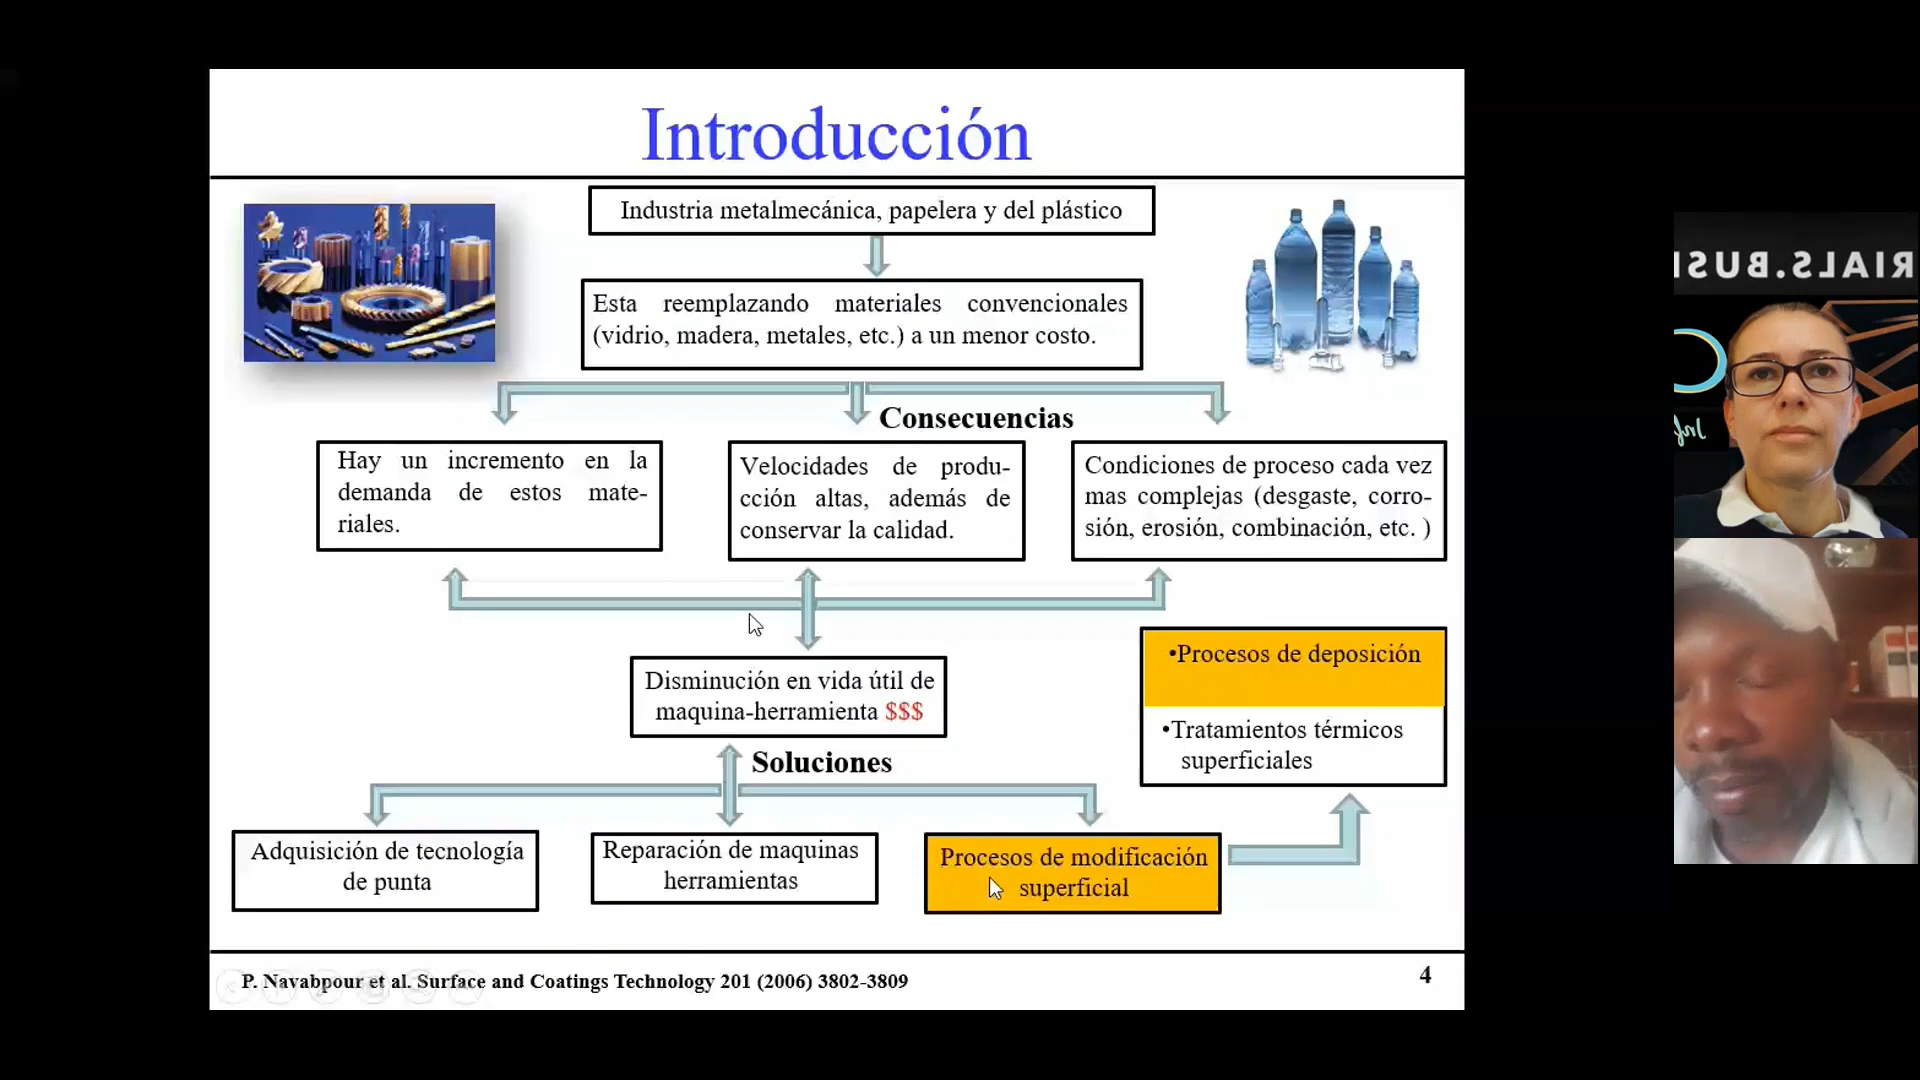 Introducción
Industria metalmecánica, papelera y del plástico
Esta reemplazando materiales convencionales
(vidrio, madera, metales, etc.) a un menor costo.
Consecuencias
Hay un incremento en la
demanda de estos mate-
riales.
Velocidades de produ-
cción altas, además de
conservar la calidad.
Condiciones de proceso cada vez
mas complejas (desgaste, corro-
sión, erosión, combinación, etc. )
Disminución en vida útil de
maquina-herramienta $$$
•Procesos de deposición
•Tratamientos térmicos
superficiales
Soluciones
Adquisición de tecnología
de punta
Reparación de maquinas
herramientas
Procesos de modificación
superficial
P. Navabpour et al. Surface and Coatings Technology 201 (2006) 3802-3809
4
RIALS.BUSI
Inf